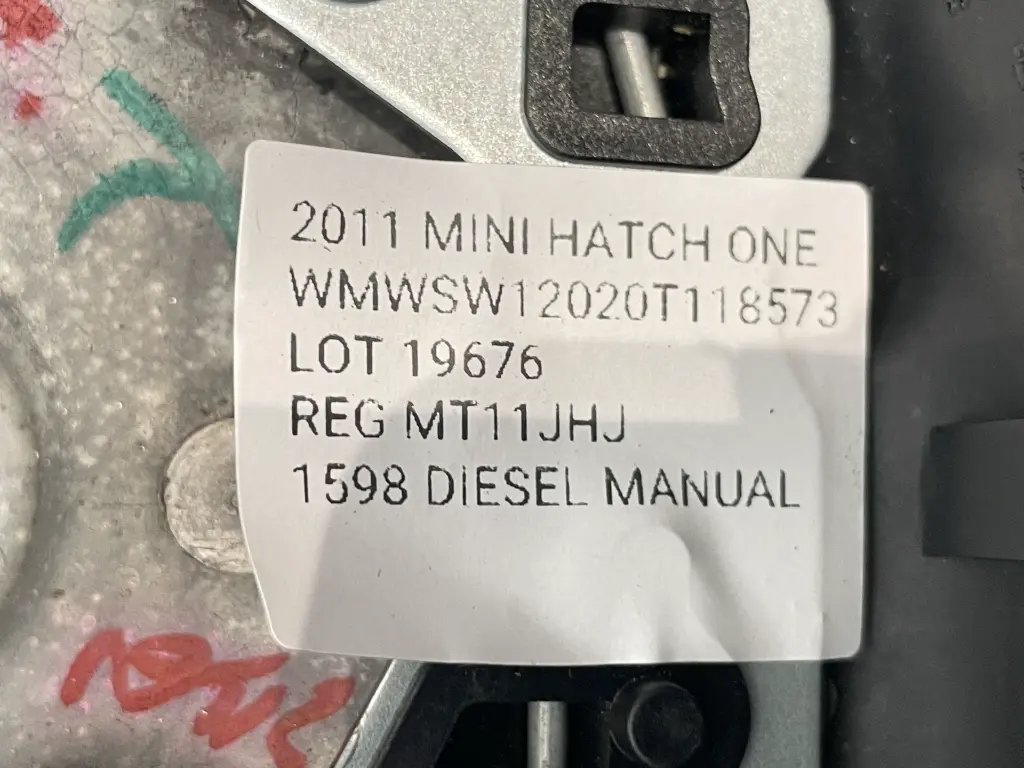 2011 MINI HATCH ONE
WMWSW12020T118573
LOT 19676
REG MT11JHJ
1598 DIESEL MANUAL